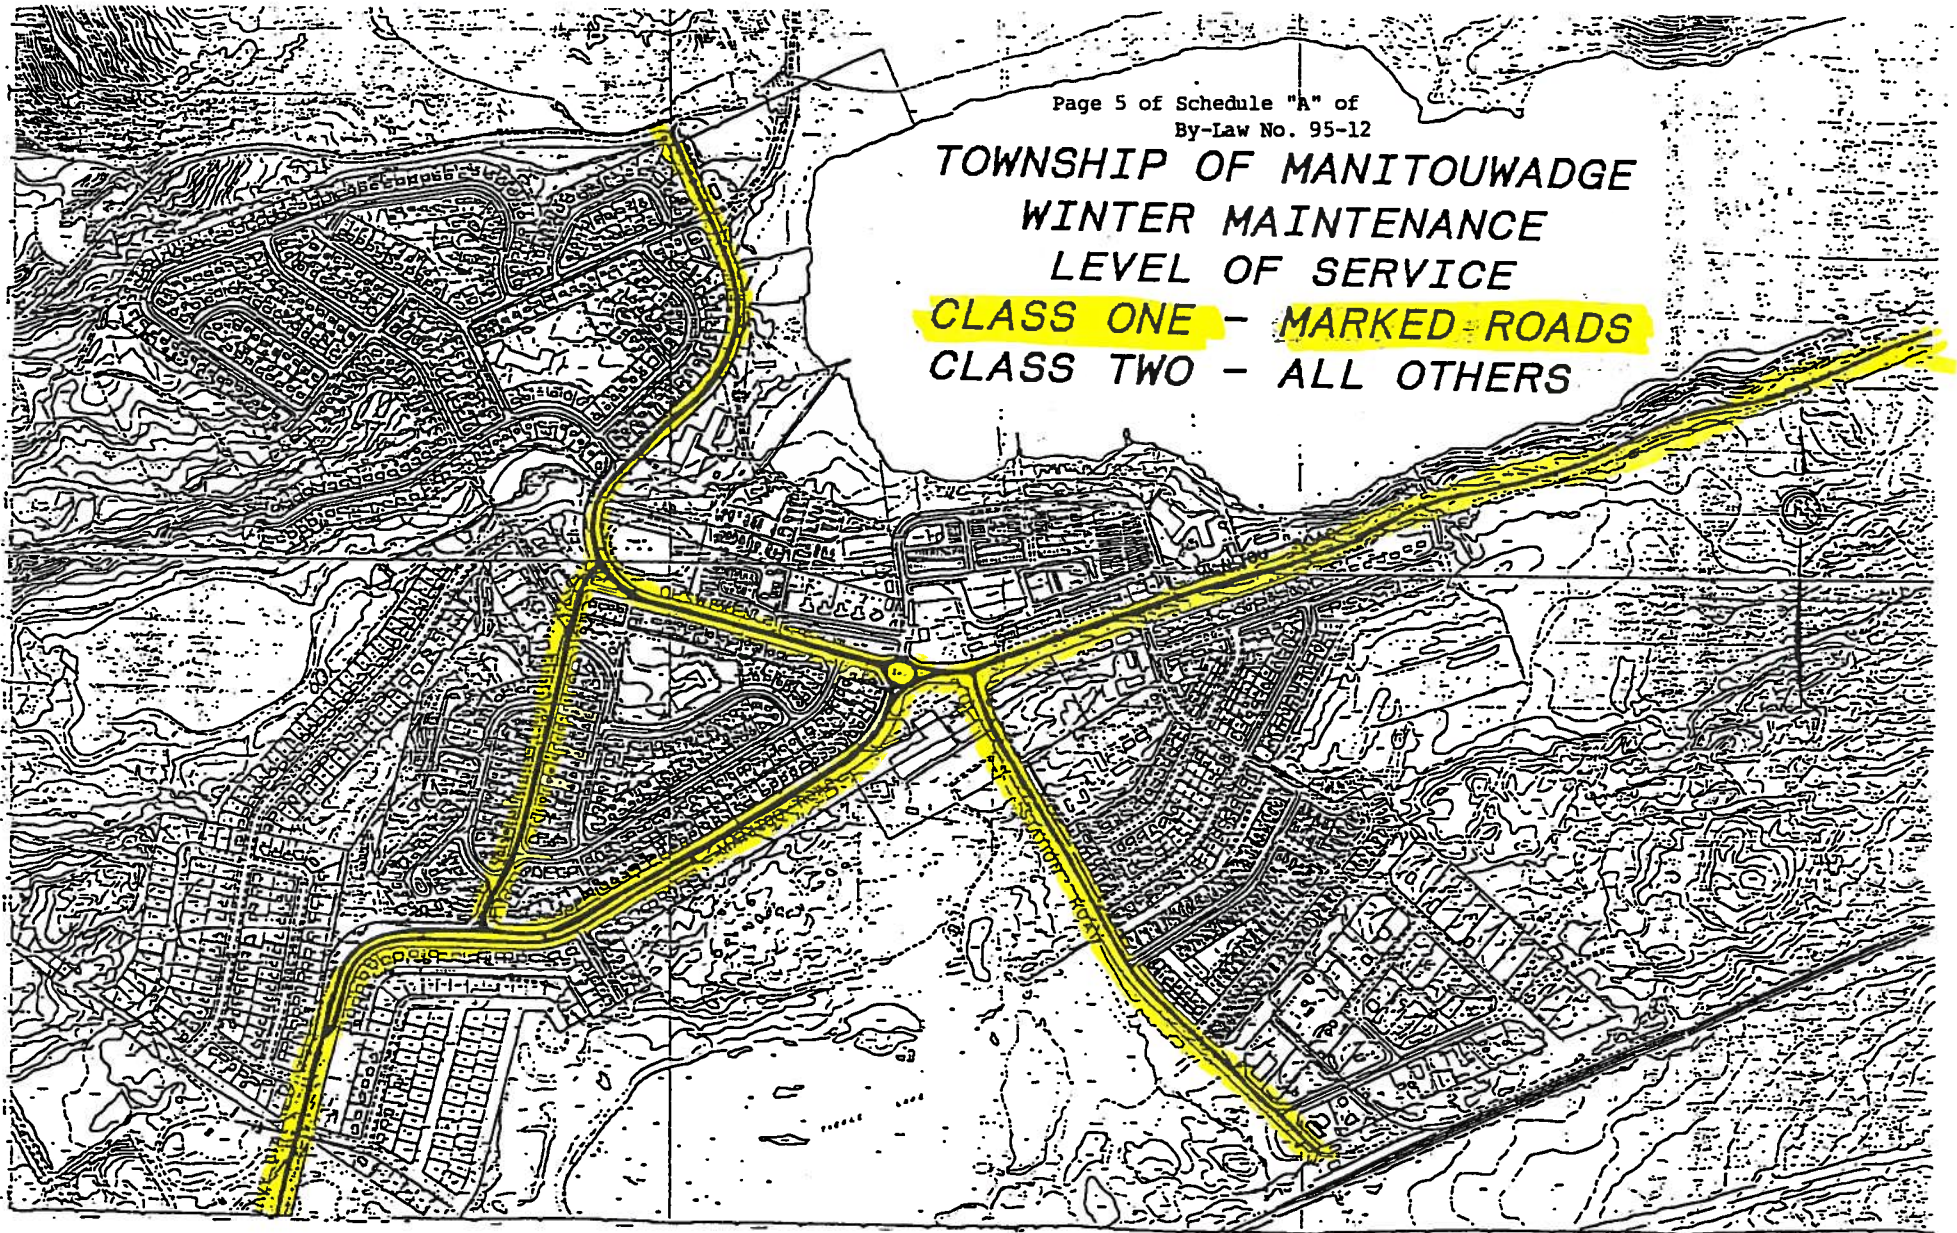 Page 5 of Schedule "A" of
By-Law No. 95-12
TOWNSHIP OF MANITOUWADGE
WINTER MAINTENANCE
LEVEL OF SERVICE
CLASS ONE - MARKED ROADS
CLASS TWO - ALL OTHERS